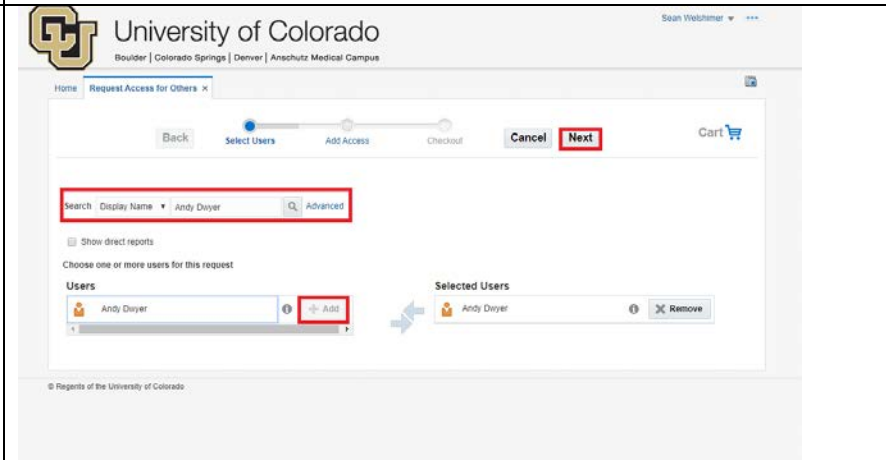 CU
University of Colorado
Sean Welshimer
Boulder | Colorado Springs | Denver | Anschutz Medical Campus
Home Request Access for Others ×
Back Select Users Add Access Checkout Cancel Next Cart
Search Display Name Andy Dwyer Advanced
Show direct reports
Choose one or more users for this request
Users Selected Users
Andy Dwyer + Add Andy Dwyer Remove
© Regents of the University of Colorado